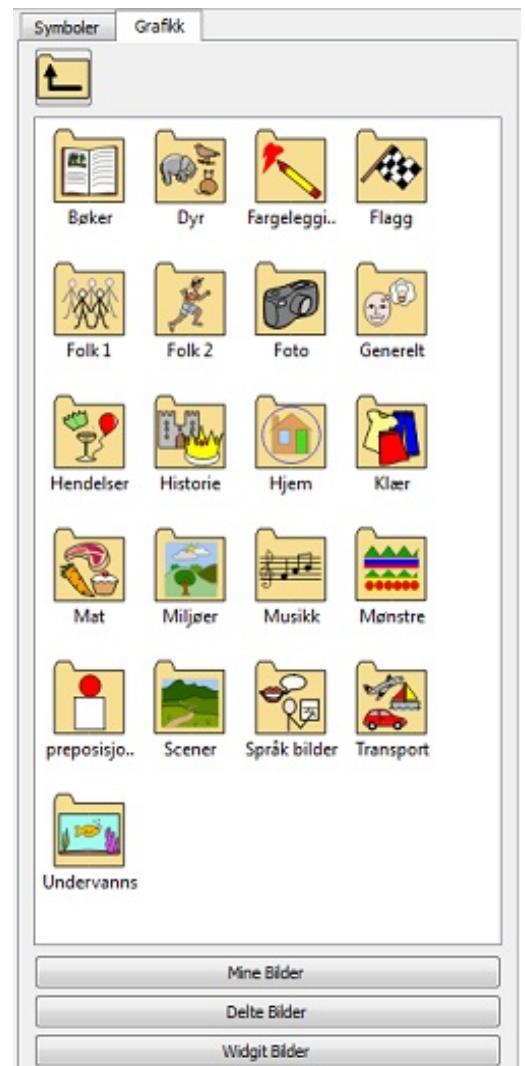 Symboler Grafikk
Bøker Dyr Fargeleggi.. Flagg
Folk 1 Folk 2 Foto Generelt
Hendelser Historie Hjem Klær
Mat Miljøer Musikk Mønstre
preposisjo.. Scener Språk bilder Transport
Undervanns
Mine Bilder
Delte Bilder
Widgit Bilder